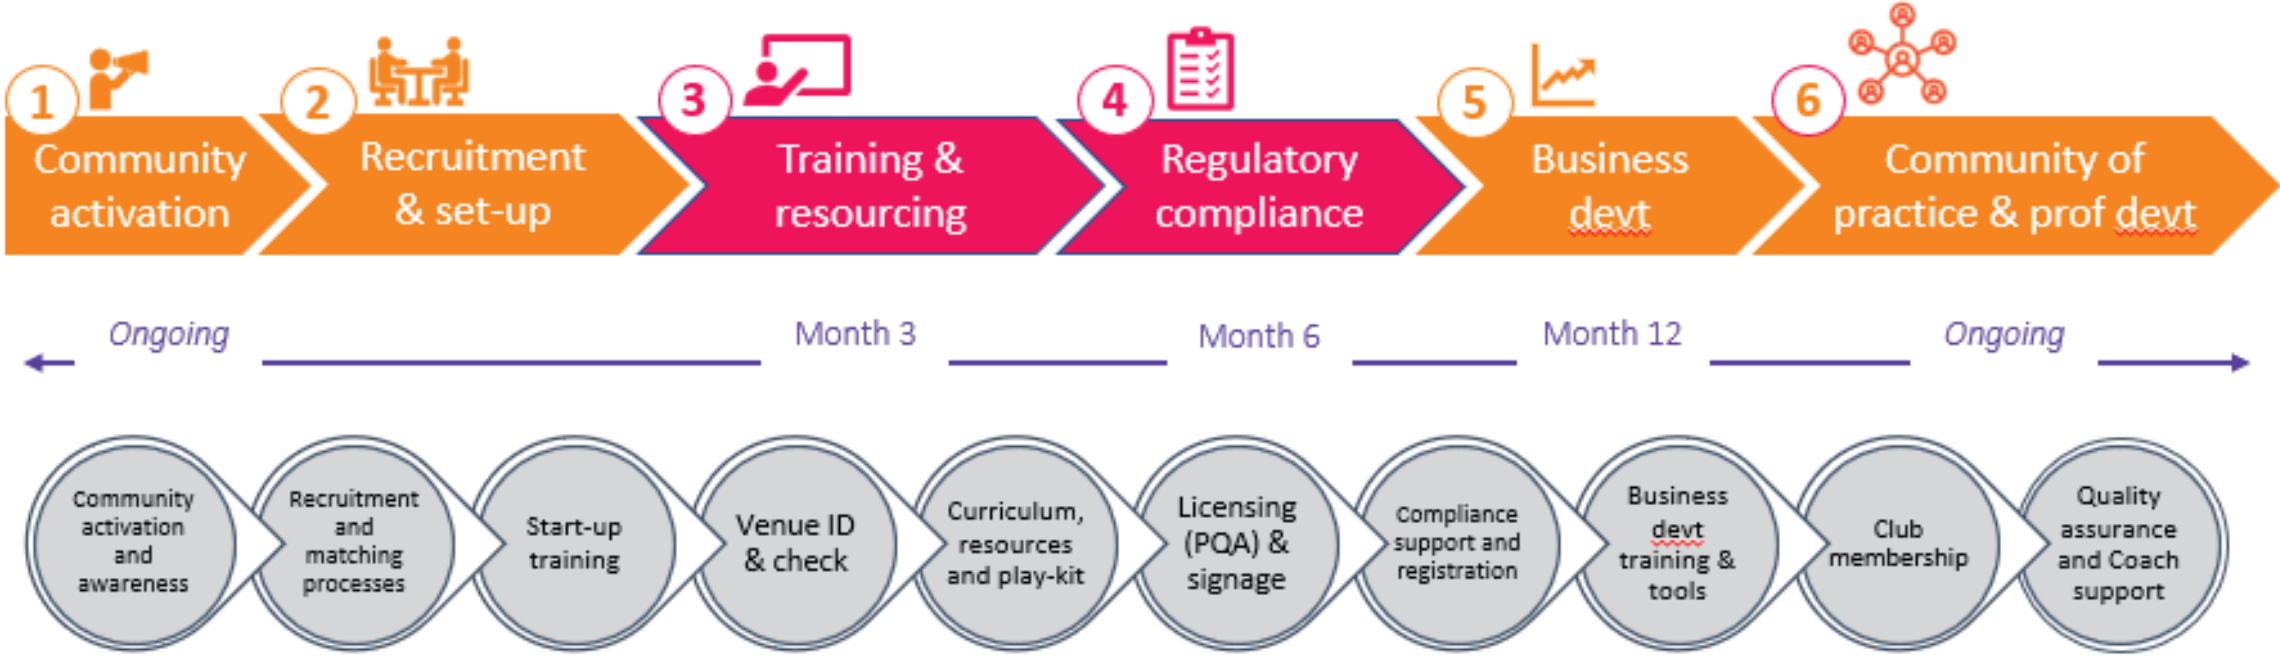 1
Community
activation
2
Recruitment
& set-up
3
Training &
resourcing
4
Regulatory
compliance
5
Business
devt
6
Community of
practice & prof devt
Ongoing
Month 3
Month 6
Month 12
Ongoing
Community
activation
and
awareness
Recruitment
and
matching
processes
Start-up
training
Venue ID
& check
Curriculum,
resources
and play-kit
Licensing
(PQA) &
signage
Compliance
support and
registration
Business
devt
training &
tools
Club
membership
Quality
assurance
and Coach
support